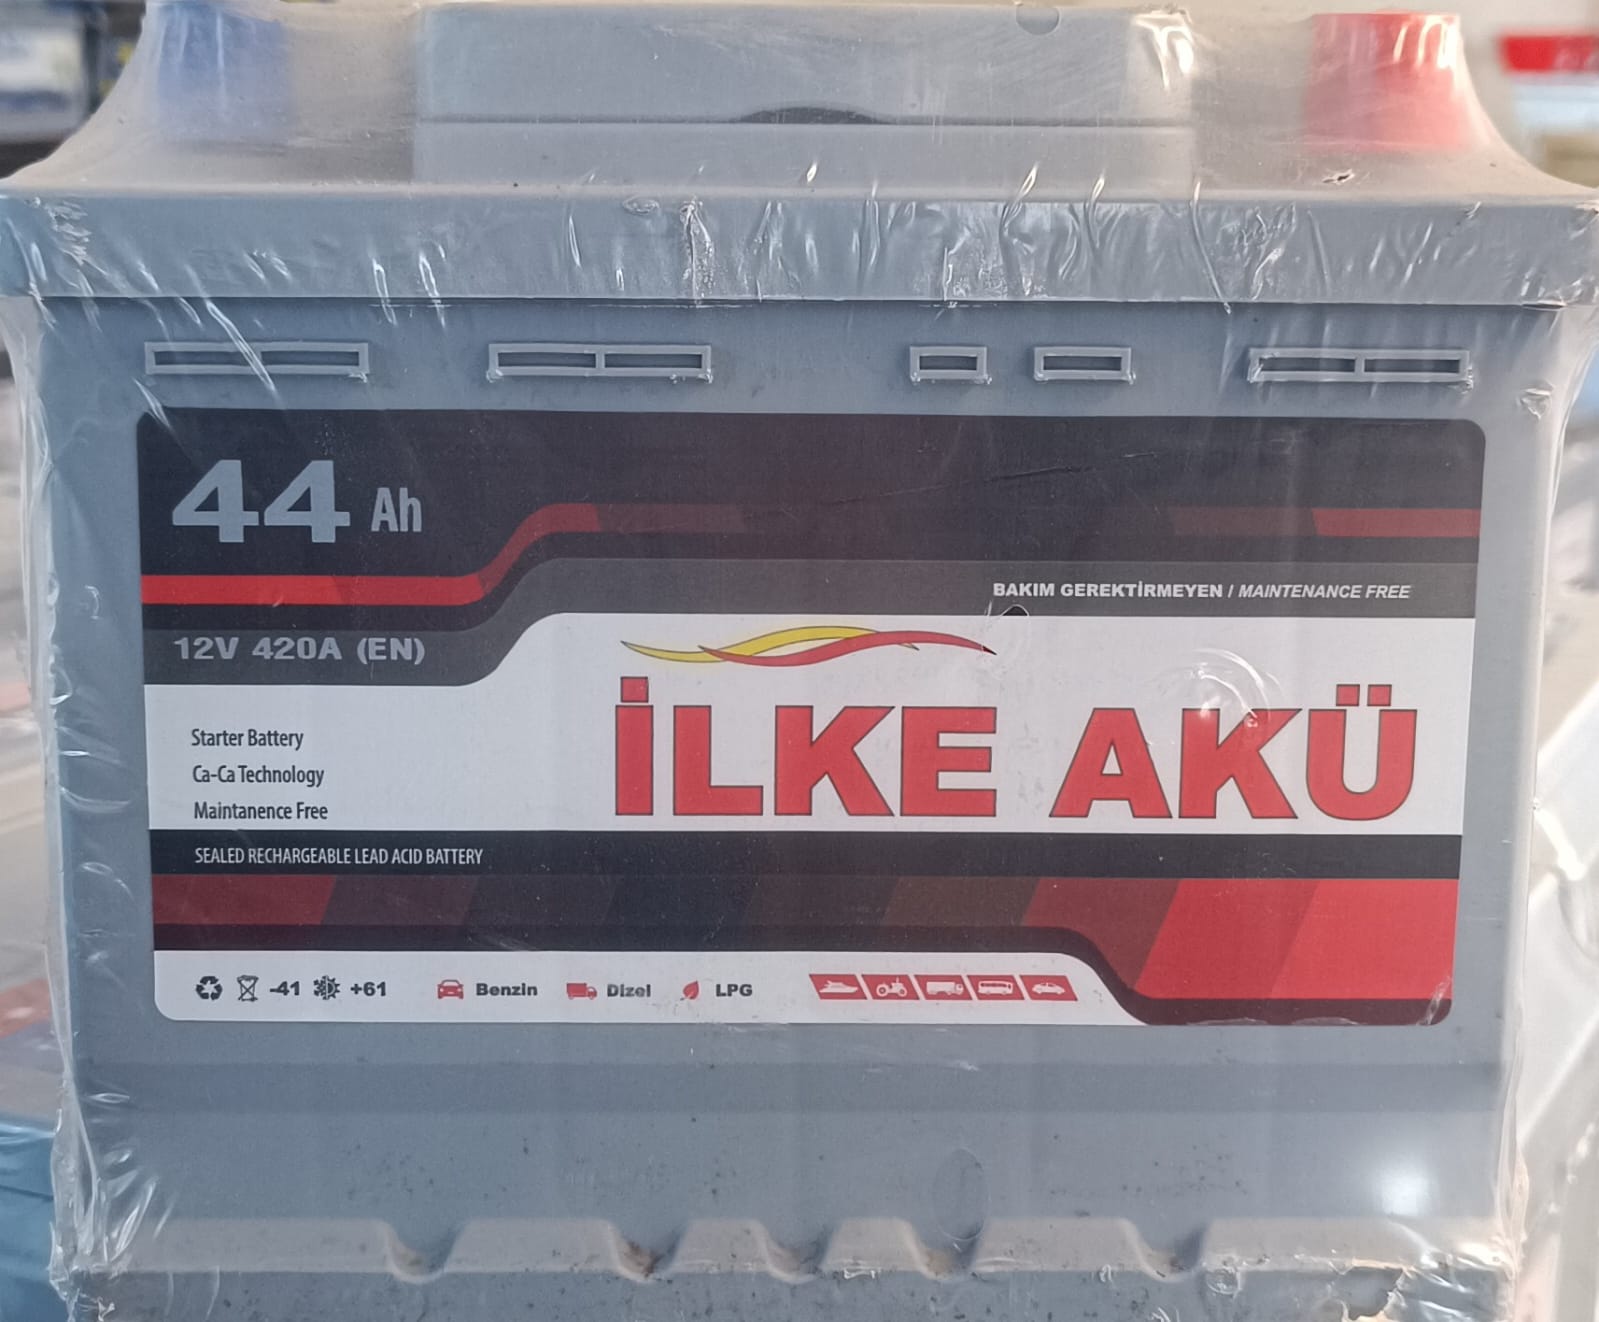 44 Ah
BAKIM GEREKTİRMEYEN / MAINTENANCE FREE
12V 420A (EN)
İLKE AKÜ
Starter Battery
Ca-Ca Technology
Maintanence Free
SEALED RECHARGEABLE LEAD ACID BATTERY
-41 +61 Benzin Dizel LPG